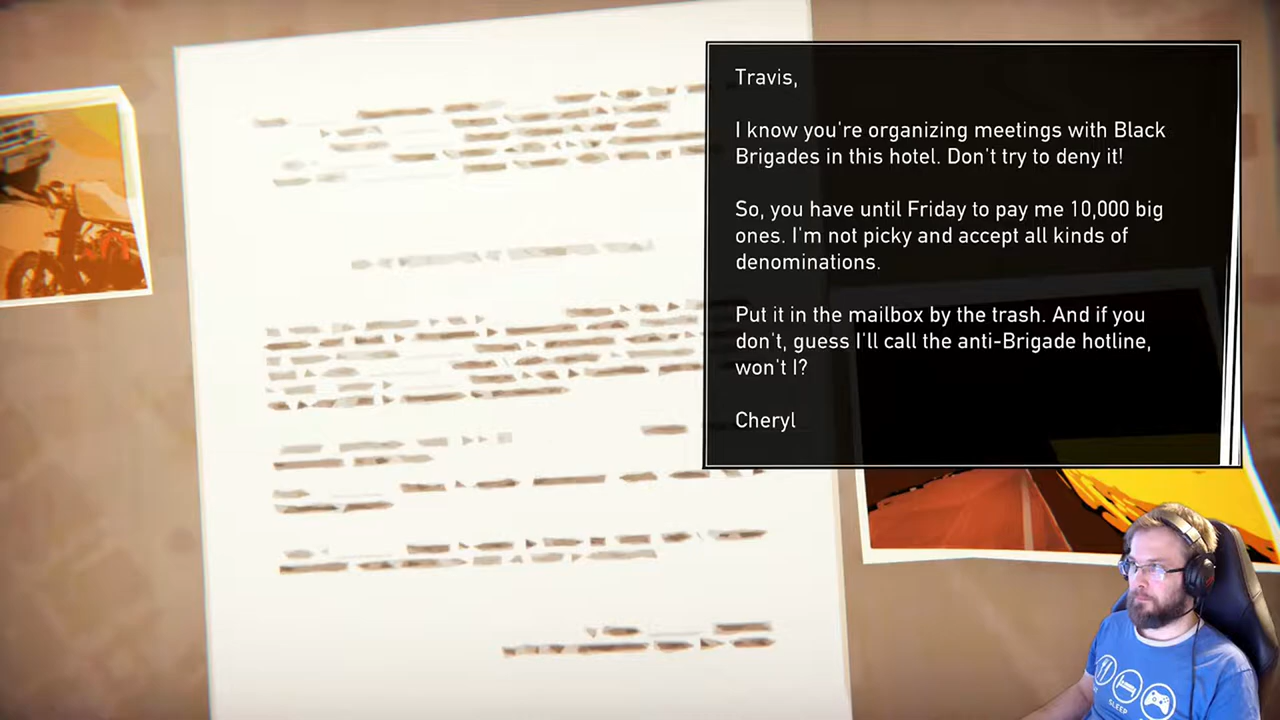 Travis,
I know you're organizing meetings with Black
Brigades in this hotel. Don't try to deny it!
So, you have until Friday to pay me 10,000 big
ones. I'm not picky and accept all kinds of
denominations.
Put it in the mailbox by the trash. And if you
don't, guess I'll call the anti-Brigade hotline,
won't I?
Cheryl
SLEEP